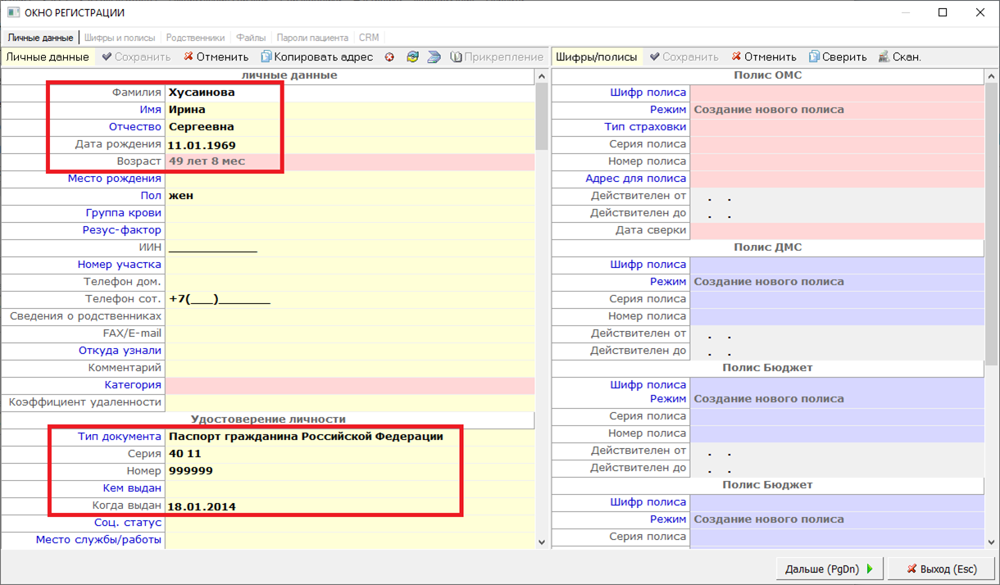 ОКНО РЕГИСТРАЦИИ
Личные данные Шифры и полисы Родственники Файлы Пароли пациента CRM
Личные данные Сохранить Отменить Копировать адрес Прикрепление
личные данные
Фамилия Хусаинова
Имя Ирина
Отчество Сергеевна
Дата рождения 11.01.1969
Возраст 49 лет 8 мес
Место рождения
Пол жен
Группа крови
Резус-фактор
ИИН ______________
Номер участка
Телефон дом.
Телефон сот. +7(___)_______
Сведения о родственниках
FAX/E-mail
Откуда узнали
Комментарий
Категория
Коэффициент удаленности
Удостоверение личности
Тип документа Паспорт гражданина Российской Федерации
Серия 40 11
Номер 999999
Кем выдан
Когда выдан 18.01.2014
Соц. статус
Место службы/работы
Шифры/полисы Сохранить Отменить Сверить Скан.
Полис ОМС
Шифр полиса
Режим Создание нового полиса
Тип страховки
Серия полиса
Номер полиса
Адрес для полиса
Действителен от . .
Действителен до . .
Дата сверки
Полис ДМС
Шифр полиса
Режим Создание нового полиса
Серия полиса
Номер полиса
Действителен от . .
Действителен до . .
Полис Бюджет
Шифр полиса
Режим Создание нового полиса
Серия полиса
Номер полиса
Действителен от . .
Действителен до . .
Полис Бюджет
Шифр полиса
Режим Создание нового полиса
Серия полиса
Дальше (PgDn) Выход (Esc)